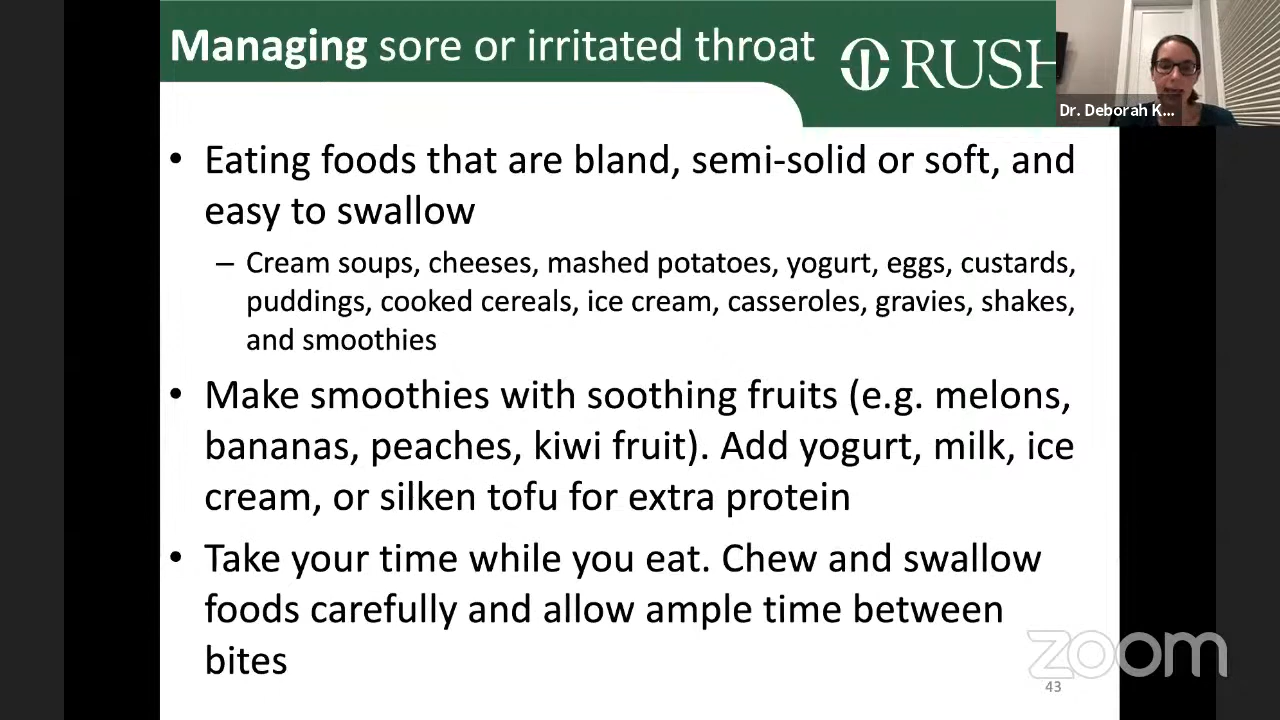 Managing sore or irritated throat
RUSH
Dr. Deborah K...
• Eating foods that are bland, semi-solid or soft, and
easy to swallow
– Cream soups, cheeses, mashed potatoes, yogurt, eggs, custards,
puddings, cooked cereals, ice cream, casseroles, gravies, shakes,
and smoothies
• Make smoothies with soothing fruits (e.g. melons,
bananas, peaches, kiwi fruit). Add yogurt, milk, ice
cream, or silken tofu for extra protein
• Take your time while you eat. Chew and swallow
foods carefully and allow ample time between
bites
zoom
43